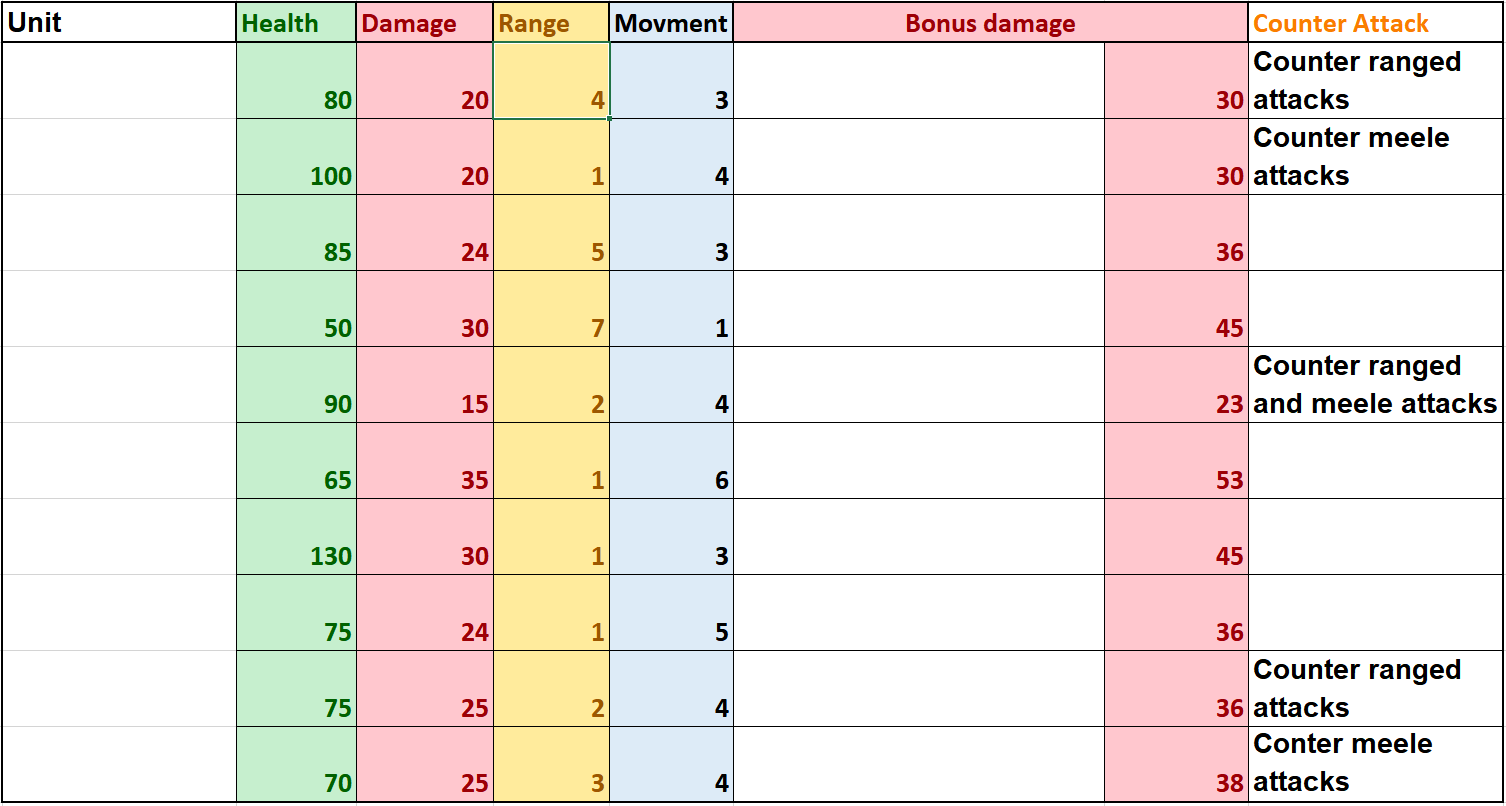 Unit Health Damage Range Movment Bonus damage Counter Attack
Counter ranged
80 20 4 3 30 attacks
Counter meele
100 20 1 4 30 attacks
85 24 5 3 36
50 30 7 1 45
Counter ranged
90 15 2 4 23 and meele attacks
65 35 1 6 53
130 30 1 3 45
75 24 1 5 36
Counter ranged
75 25 2 4 36 attacks
Conter meele
70 25 3 4 38 attacks